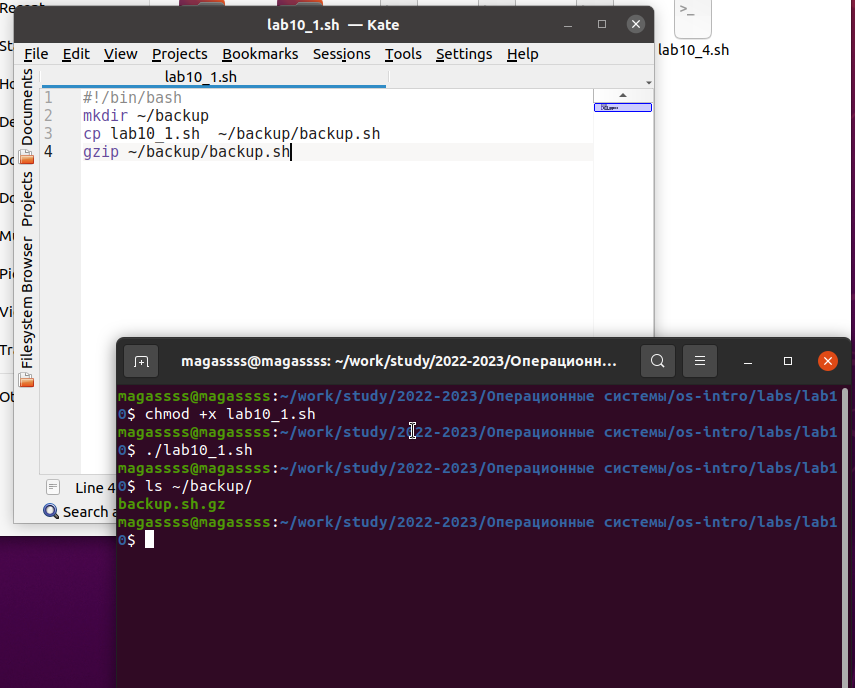 lab10_1.sh — Kate
File Edit View Projects Bookmarks Sessions Tools Settings Help
lab10_1.sh
1 #!/bin/bash
2 mkdir ~/backup
3 cp lab10_1.sh  ~/backup/backup.sh
4 gzip ~/backup/backup.sh
Documents
Projects
Filesystem Browser
Line 4
Search
lab10_4.sh
magassss@magassss: ~/work/study/2022-2023/Операционн...
magassss@magassss:~/work/study/2022-2023/Операционные системы/os-intro/labs/lab1
0$ chmod +x lab10_1.sh
magassss@magassss:~/work/study/2022-2023/Операционные системы/os-intro/labs/lab1
0$ ./lab10_1.sh
magassss@magassss:~/work/study/2022-2023/Операционные системы/os-intro/labs/lab1
0$ ls ~/backup/
backup.sh.gz
magassss@magassss:~/work/study/2022-2023/Операционные системы/os-intro/labs/lab1
0$